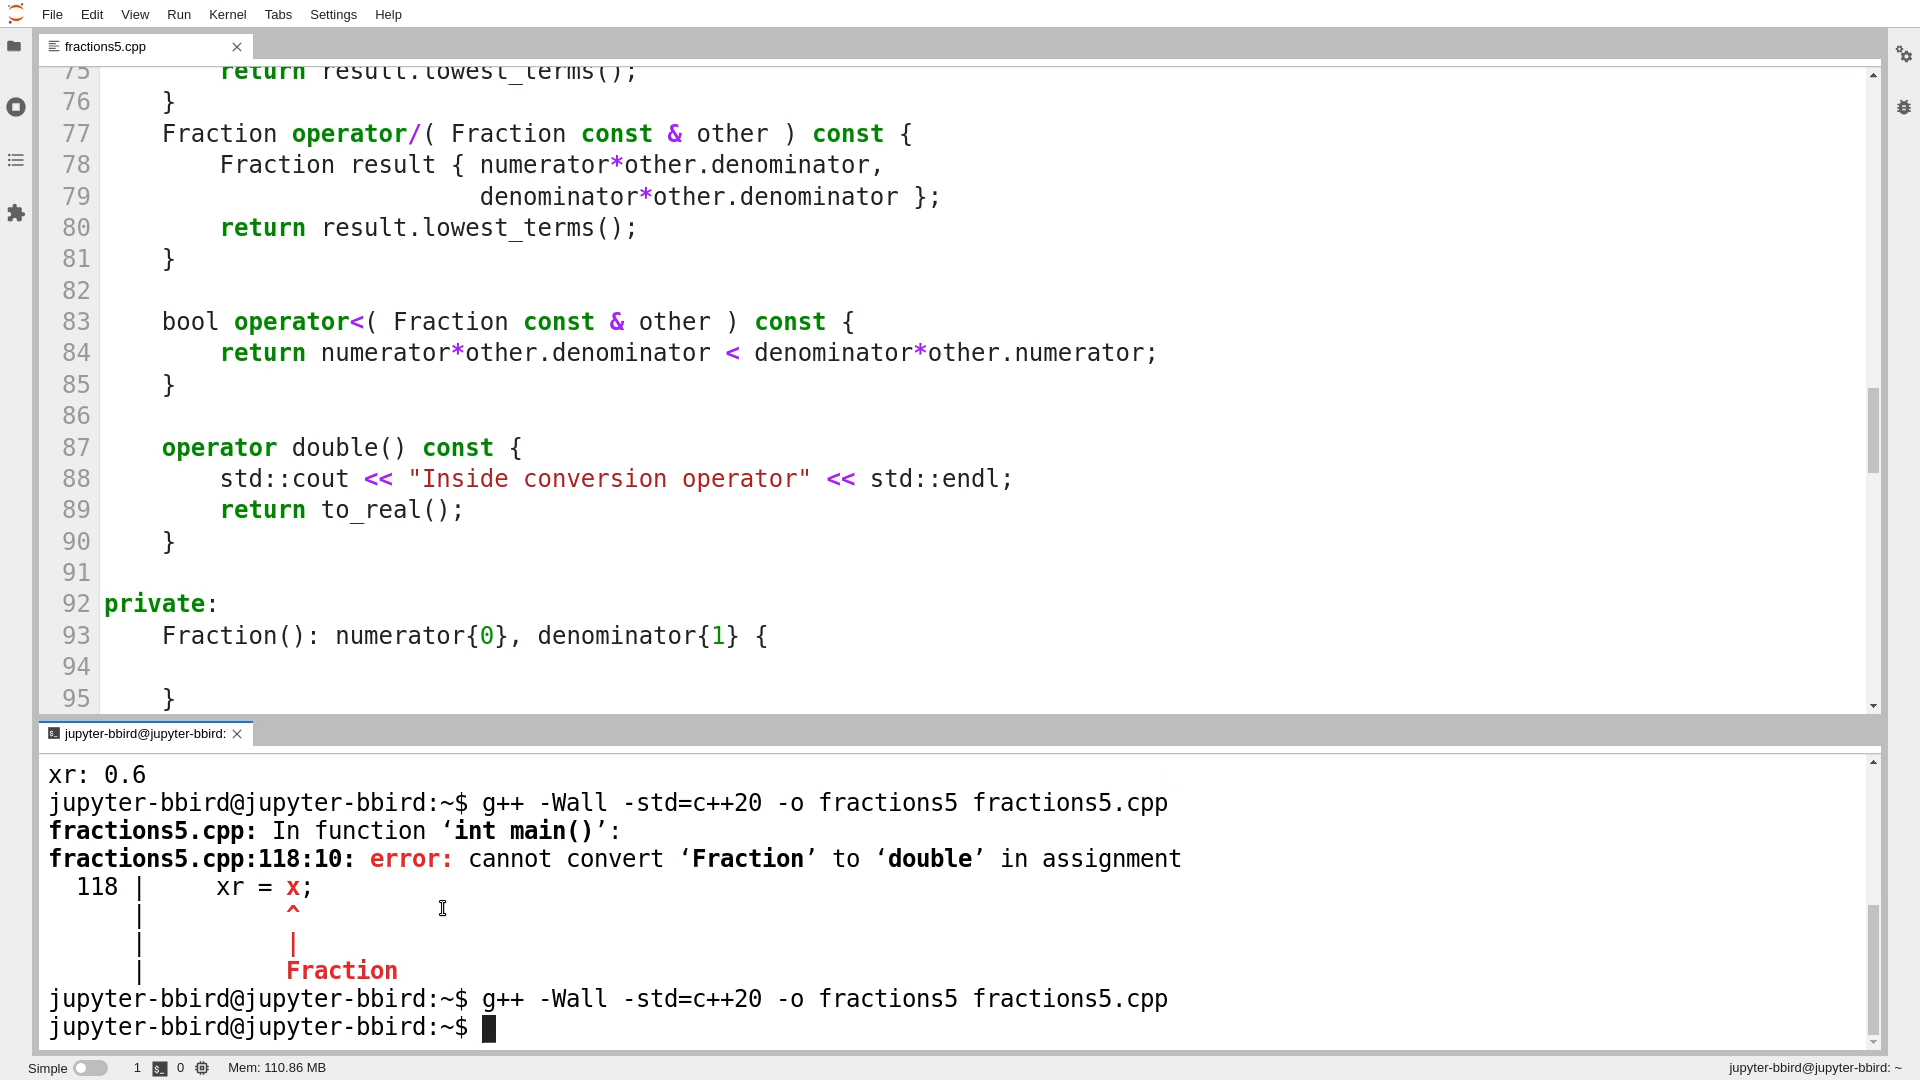 File Edit View Run Kernel Tabs Settings Help
fractions5.cpp
75 return result.lowest_terms();
76 }
77 Fraction operator/( Fraction const & other ) const {
78 Fraction result { numerator*other.denominator,
79 denominator*other.denominator };
80 return result.lowest_terms();
81 }
82
83 bool operator<( Fraction const & other ) const {
84 return numerator*other.denominator < denominator*other.numerator;
85 }
86
87 operator double() const {
88 std::cout << "Inside conversion operator" << std::endl;
89 return to_real();
90 }
91
92 private:
93 Fraction(): numerator{0}, denominator{1} {
94
95 }
jupyter-bbird@jupyter-bbird:
xr: 0.6
jupyter-bbird@jupyter-bbird:~$ g++ -Wall -std=c++20 -o fractions5 fractions5.cpp
fractions5.cpp: In function ‘int main()’:
fractions5.cpp:118:10: error: cannot convert ‘Fraction’ to ‘double’ in assignment
118 | xr = x;
| ^
| |
| Fraction
jupyter-bbird@jupyter-bbird:~$ g++ -Wall -std=c++20 -o fractions5 fractions5.cpp
jupyter-bbird@jupyter-bbird:~$
Simple 1 0 Mem: 110.86 MB jupyter-bbird@jupyter-bbird: ~